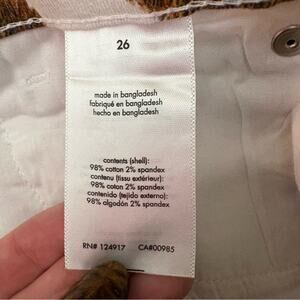 26
made in bangladesh
fabriqué en bangladesh
hecho en bangladesh
contents (shell):
98% cotton 2% spandex
contenu (tissu extérieur):
98% coton 2% spandex
contenido (tejido externo):
98% algodón 2% spandex
RN# 124917 CA#00985